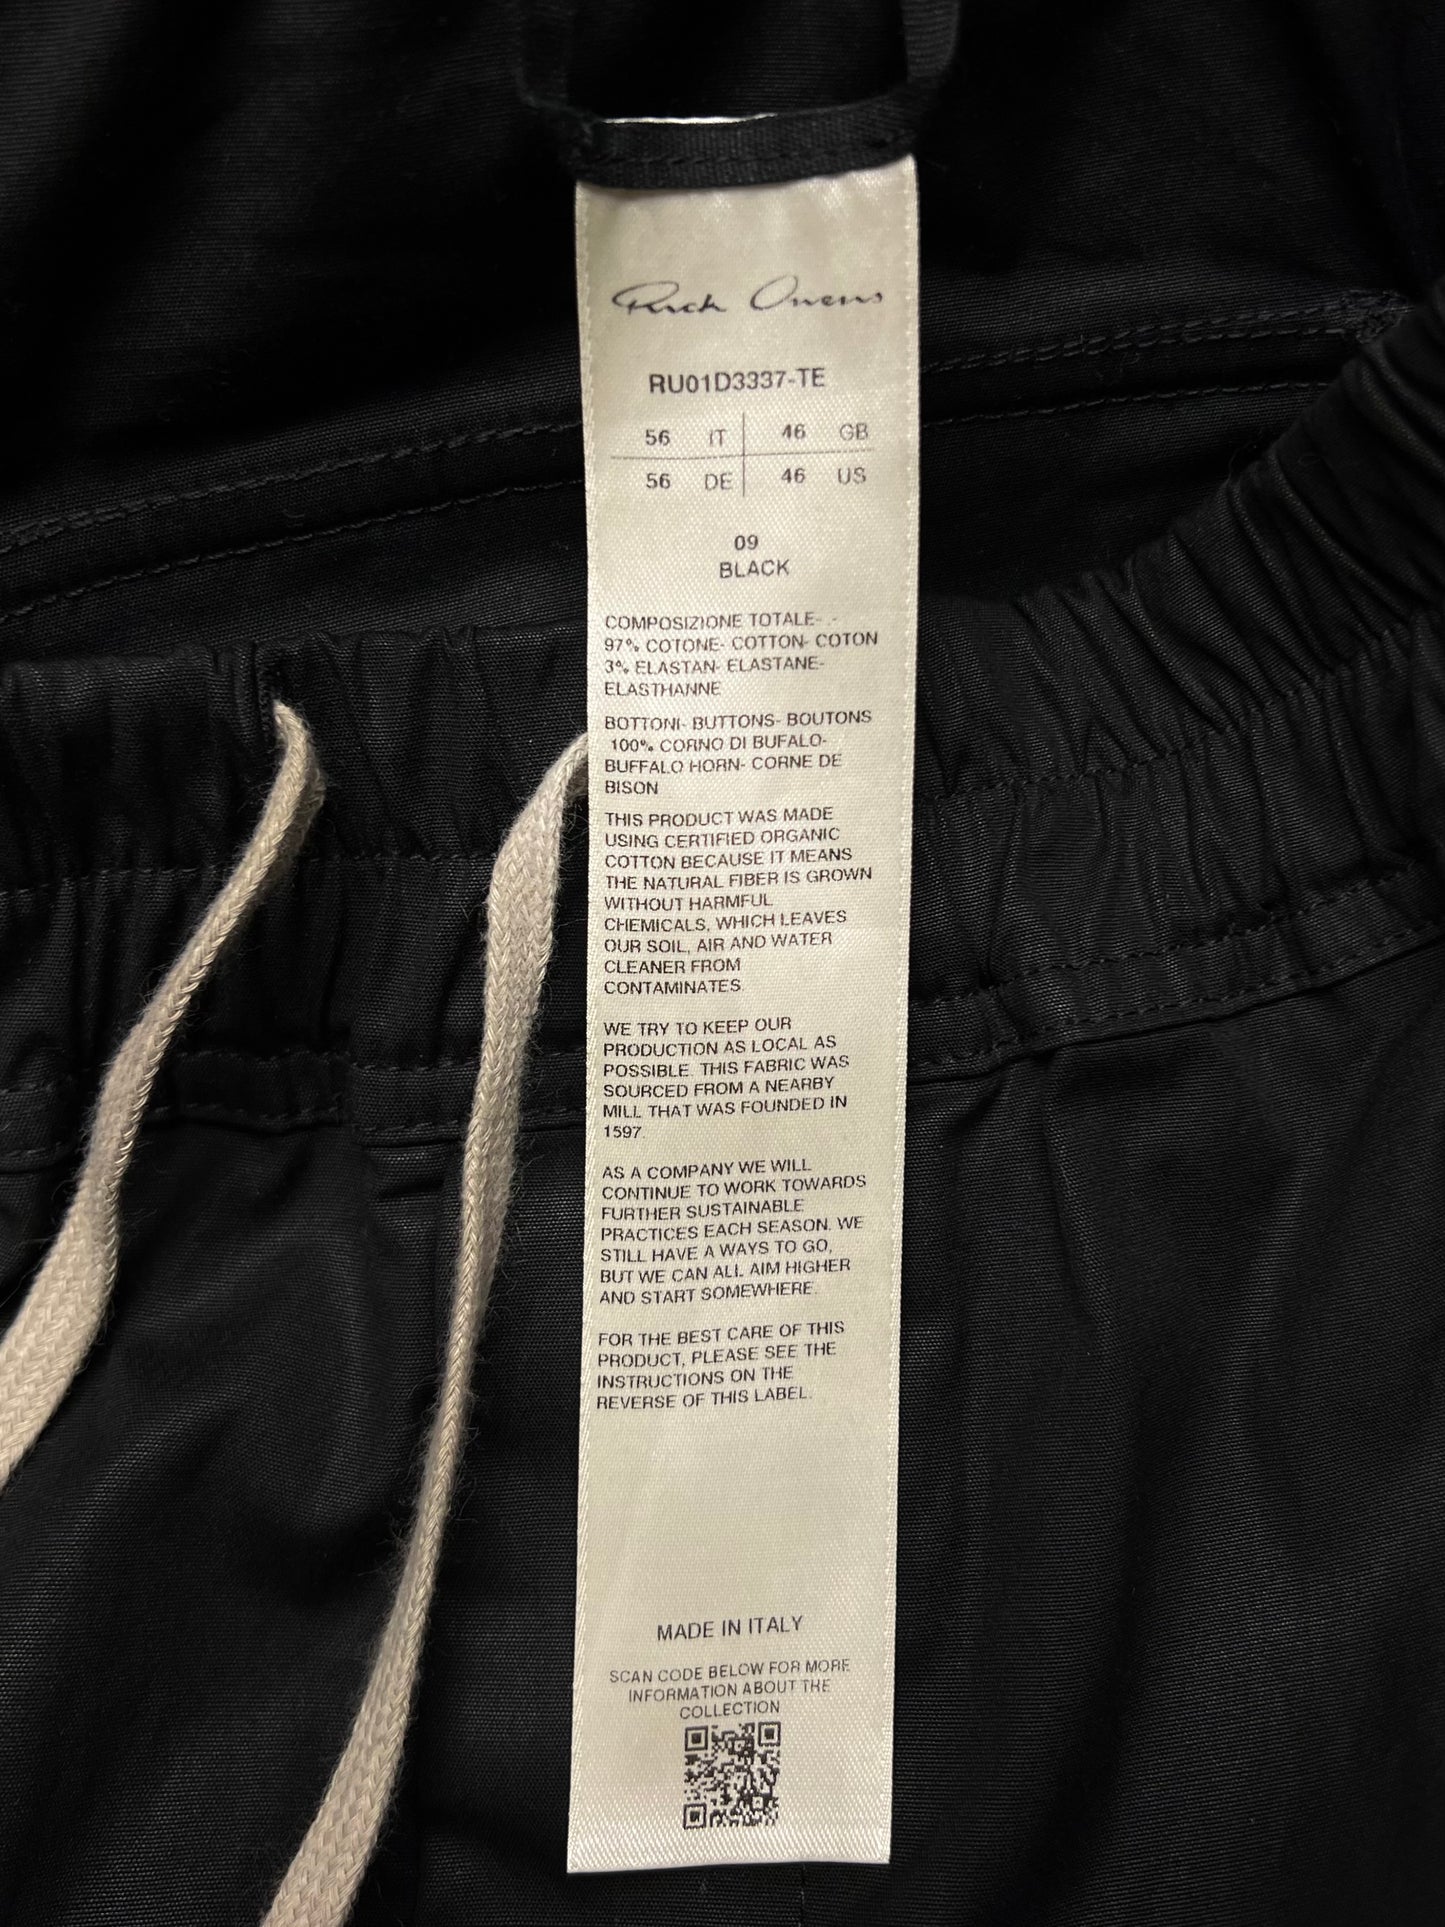 Rick Owens
RU01D3337-TE
56 IT 46 GB
56 DE 46 US
09
BLACK
COMPOSIZIONE TOTALE- .-
97% COTONE- COTTON- COTON
3% ELASTAN- ELASTANE-
ELASTHANNE
BOTTONI- BUTTONS- BOUTONS
100% CORNO DI BUFALO-
BUFFALO HORN- CORNE DE
BISON
THIS PRODUCT WAS MADE
USING CERTIFIED ORGANIC
COTTON BECAUSE IT MEANS
THE NATURAL FIBER IS GROWN
WITHOUT HARMFUL
CHEMICALS, WHICH LEAVES
OUR SOIL, AIR AND WATER
CLEANER FROM
CONTAMINATES.
WE TRY TO KEEP OUR
PRODUCTION AS LOCAL AS
POSSIBLE. THIS FABRIC WAS
SOURCED FROM A NEARBY
MILL THAT WAS FOUNDED IN
1597.
AS A COMPANY WE WILL
CONTINUE TO WORK TOWARDS
FURTHER SUSTAINABLE
PRACTICES EACH SEASON. WE
STILL HAVE A WAYS TO GO,
BUT WE CAN ALL AIM HIGHER
AND START SOMEWHERE.
FOR THE BEST CARE OF THIS
PRODUCT, PLEASE SEE THE
INSTRUCTIONS ON THE
REVERSE OF THIS LABEL.
MADE IN ITALY
SCAN CODE BELOW FOR MORE
INFORMATION ABOUT THE
COLLECTION